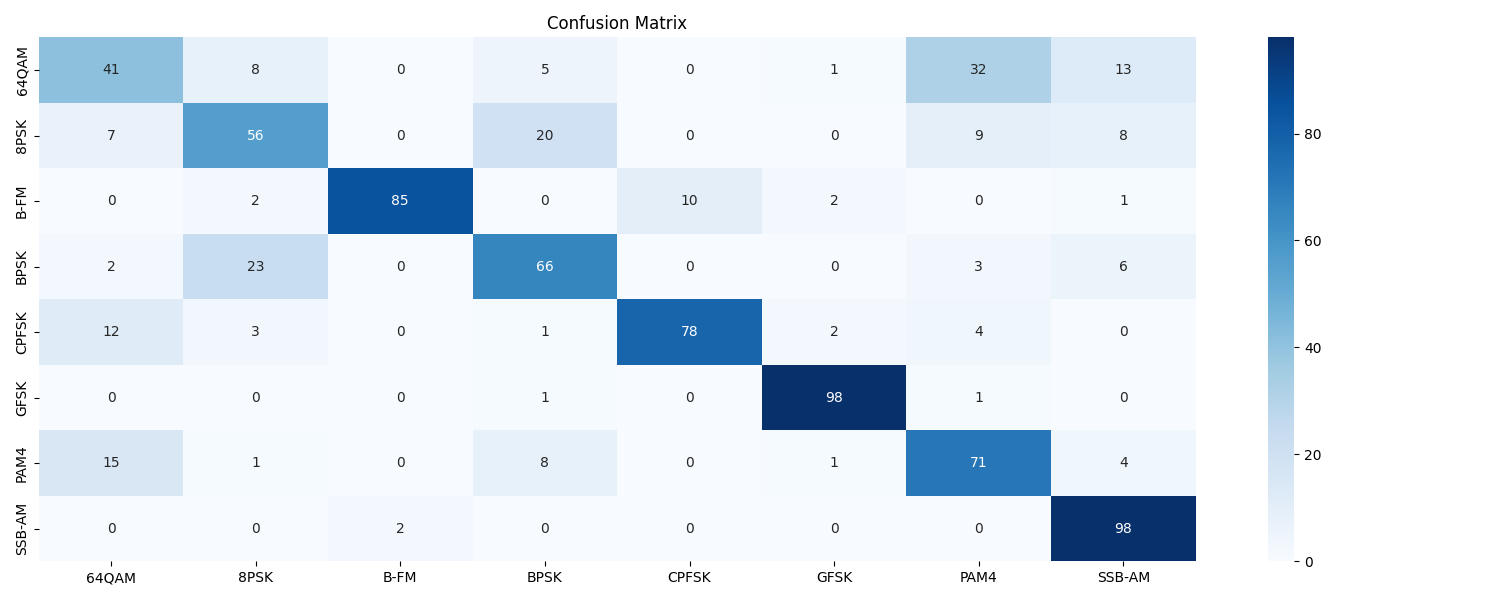 Confusion Matrix
64QAM 41 8 0 5 0 1 32 13
8PSK 7 56 0 20 0 0 9 8
B-FM 0 2 85 0 10 2 0 1
BPSK 2 23 0 66 0 0 3 6
CPFSK 12 3 0 1 78 2 4 0
GFSK 0 0 0 1 0 98 1 0
PAM4 15 1 0 8 0 1 71 4
SSB-AM 0 0 2 0 0 0 0 98
64QAM 8PSK B-FM BPSK CPFSK GFSK PAM4 SSB-AM
80
60
40
20
0